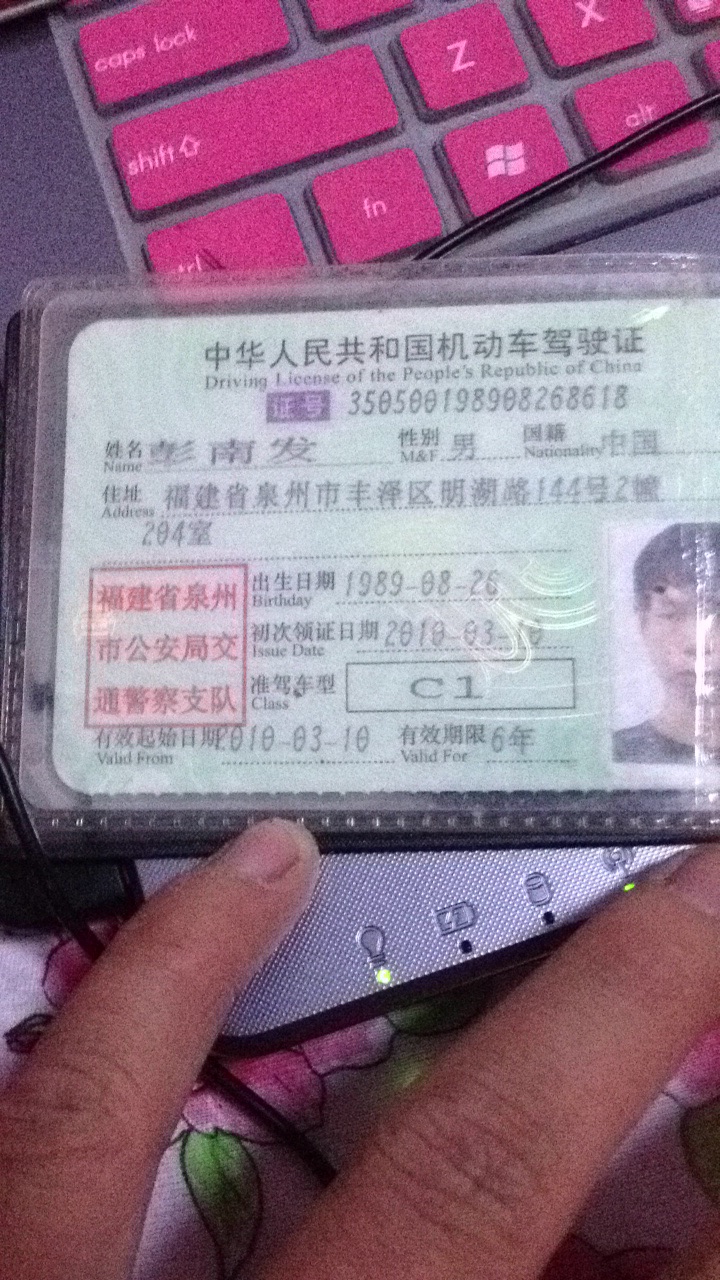 caps lock
Z
X
shift
fn
alt
中华人民共和国机动车驾驶证
Driving License of the People's Republic of China
证号 350500198908268618
姓名 彭南发 性别 男 国籍 中国
Name M&F Nationality
住址 福建省泉州市丰泽区明湖路144号2幢
Address
204室
福建省泉州
市公安局交
通警察支队
出生日期 1989-08-26
Birthday
初次领证日期 2010-03-10
Issue Date
准驾车型 C1
Class
有效起始日期 2010-03-10 有效期限 6年
Valid From Valid For